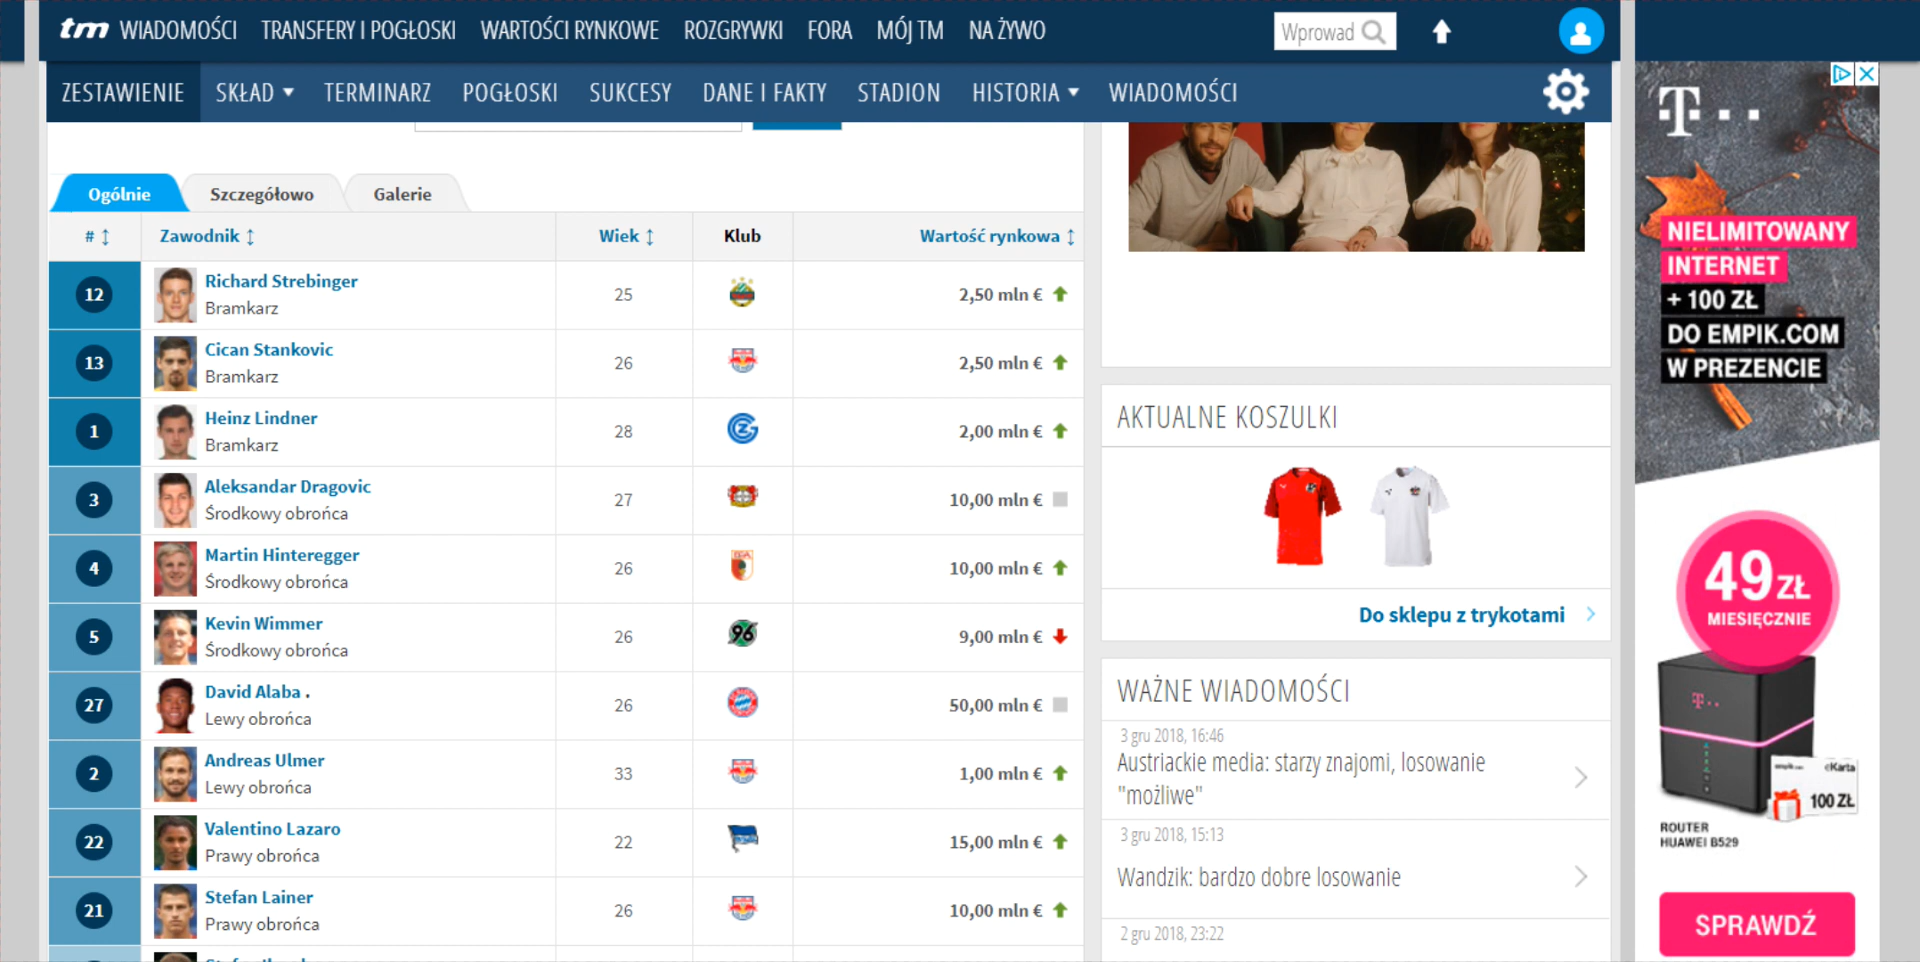 tm WIADOMOŚCI TRANSFERY I POGŁOSKI WARTOŚCI RYNKOWE ROZGRYWKI FORA MÓJ TM NA ŻYWO Wprowad
ZESTAWIENIE SKŁAD TERMINARZ POGŁOSKI SUKCESY DANE I FAKTY STADION HISTORIA WIADOMOŚCI
Ogólnie Szczegółowo Galerie
# Zawodnik Wiek Klub Wartość rynkowa
12 Richard Strebinger 25 2,50 mln €
Bramkarz
13 Cican Stankovic 26 2,50 mln €
Bramkarz
1 Heinz Lindner 28 2,00 mln €
Bramkarz
3 Aleksandar Dragovic 27 10,00 mln €
Środkowy obrońca
4 Martin Hinteregger 26 10,00 mln €
Środkowy obrońca
5 Kevin Wimmer 26 96 9,00 mln €
Środkowy obrońca
27 David Alaba . 26 50,00 mln €
Lewy obrońca
2 Andreas Ulmer 33 1,00 mln €
Lewy obrońca
22 Valentino Lazaro 22 15,00 mln €
Prawy obrońca
21 Stefan Lainer 26 10,00 mln €
Prawy obrońca
AKTUALNE KOSZULKI
Do sklepu z trykotami
WAŻNE WIADOMOŚCI
3 gru 2018, 16:46
Austriackie media: starzy znajomi, losowanie
"możliwe"
3 gru 2018, 15:13
Wandzik: bardzo dobre losowanie
2 gru 2018, 23:22
T
NIELIMITOWANY
INTERNET
+ 100 ZŁ
DO EMPIK.COM
W PREZENCIE
49 ZŁ
MIESIĘCZNIE
T
empik.com eKarta
100 ZŁ
ROUTER
HUAWEI B529
SPRAWDŹ